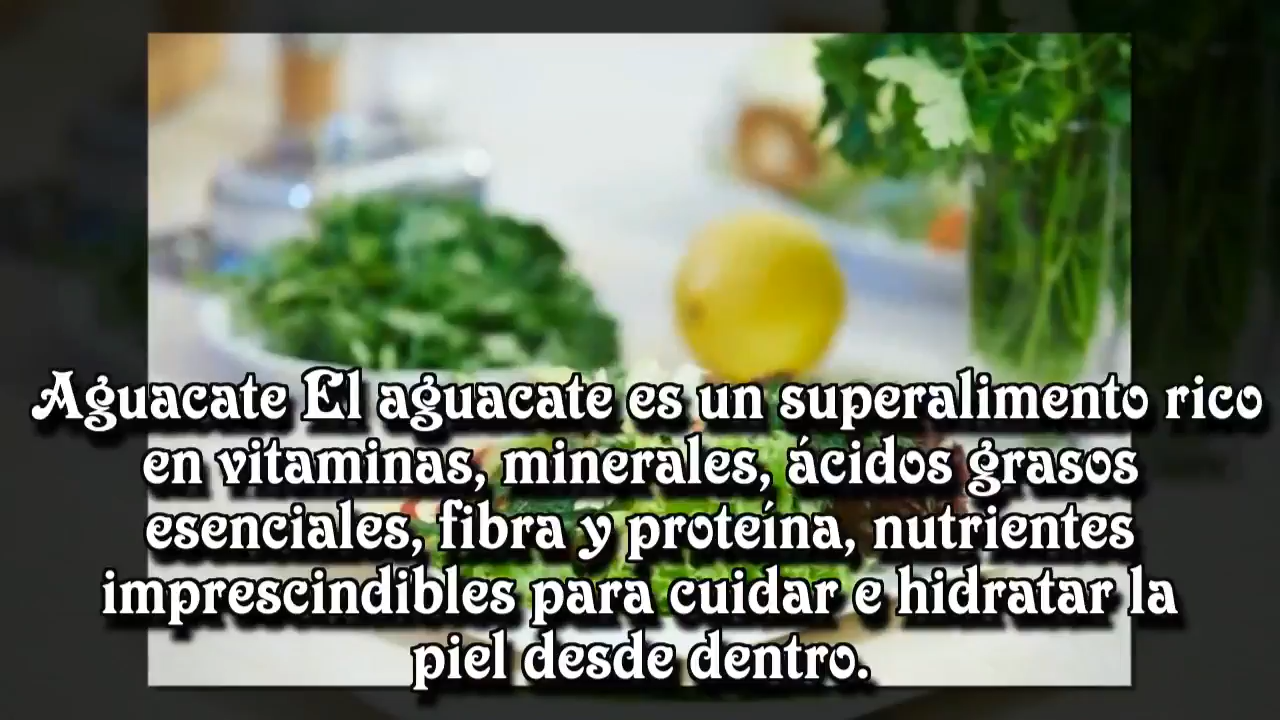 Aguacate El aguacate es un superalimento rico
en vitaminas, minerales, ácidos grasos
esenciales, fibra y proteína, nutrientes
imprescindibles para cuidar e hidratar la
piel desde dentro.